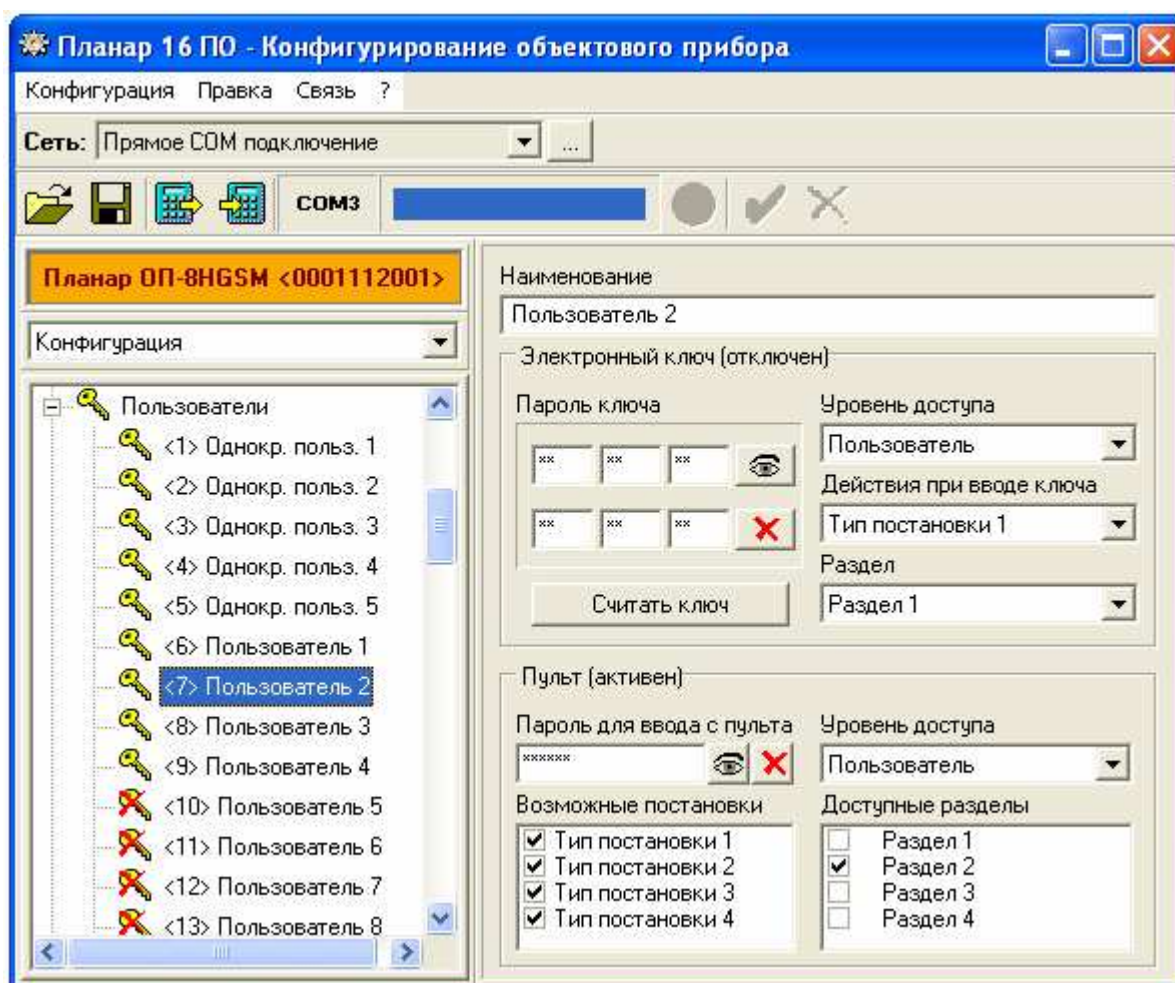 Планар 16 ПО - Конфигурирование объектового прибора
Конфигурация Правка Связь ?
Сеть: Прямое COM подключение ...
COM3
Планар ОП-8HGSM <0001112001>
Конфигурация
Пользователи
<1> Однокр. польз. 1
<2> Однокр. польз. 2
<3> Однокр. польз. 3
<4> Однокр. польз. 4
<5> Однокр. польз. 5
<6> Пользователь 1
<7> Пользователь 2
<8> Пользователь 3
<9> Пользователь 4
<10> Пользователь 5
<11> Пользователь 6
<12> Пользователь 7
<13> Пользователь 8
Наименование
Пользователь 2
Электронный ключ (отключен)
Пароль ключа
** ** **
** ** **
Считать ключ
Уровень доступа
Пользователь
Действия при вводе ключа
Тип постановки 1
Раздел
Раздел 1
Пульт (активен)
Пароль для ввода с пульта
******
Уровень доступа
Пользователь
Возможные постановки
Тип постановки 1
Тип постановки 2
Тип постановки 3
Тип постановки 4
Доступные разделы
Раздел 1
Раздел 2
Раздел 3
Раздел 4